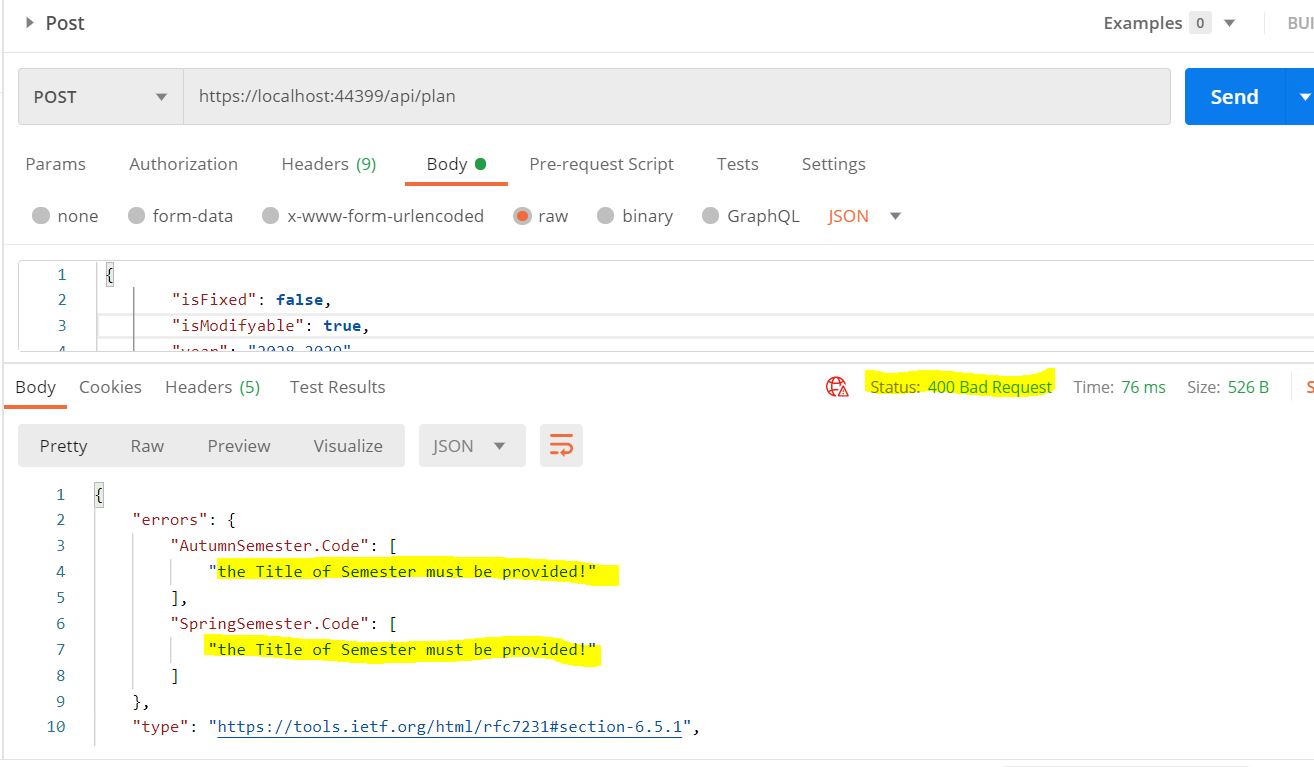 Post Examples 0 BUI
POST https://localhost:44399/api/plan Send
Params Authorization Headers (9) Body Pre-request Script Tests Settings
none form-data x-www-form-urlencoded raw binary GraphQL JSON
1 {
2 "isFixed": false,
3 "isModifyable": true,
4 "year": "2028-2029"
Body Cookies Headers (5) Test Results Status: 400 Bad Request Time: 76 ms Size: 526 B S
Pretty Raw Preview Visualize JSON
1 {
2 "errors": {
3 "AutumnSemester.Code": [
4 "the Title of Semester must be provided!"
5 ],
6 "SpringSemester.Code": [
7 "the Title of Semester must be provided!"
8 ]
9 },
10 "type": "https://tools.ietf.org/html/rfc7231#section-6.5.1",